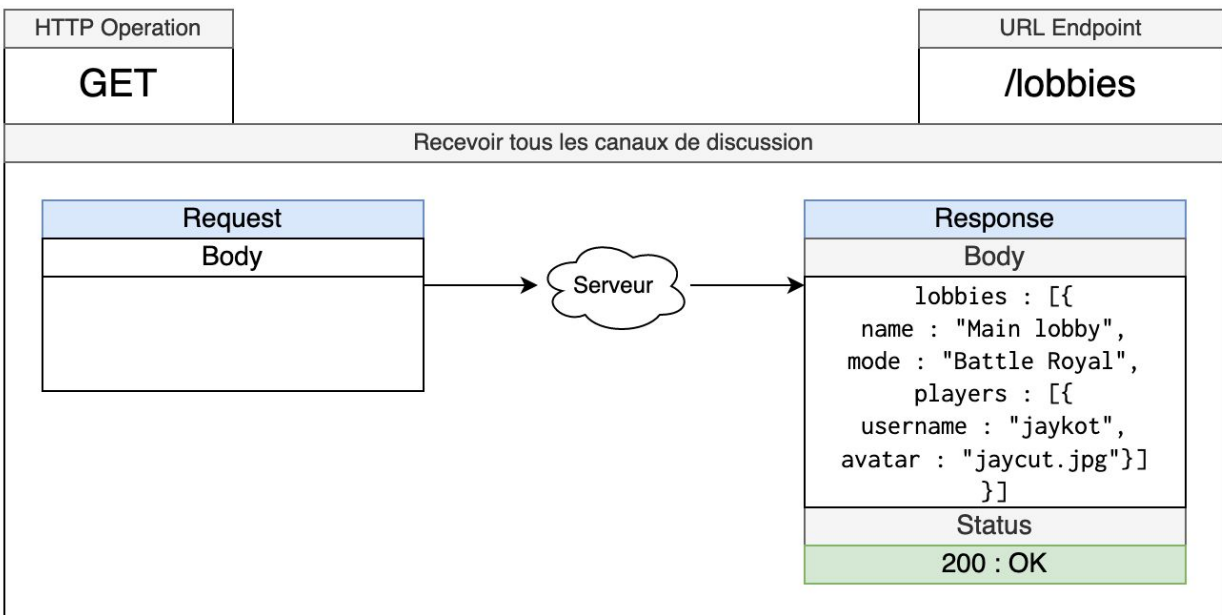 HTTP Operation
URL Endpoint
GET
/lobbies
Recevoir tous les canaux de discussion
Request
Body
Serveur
Response
Body
lobbies : [{
name : "Main lobby",
mode : "Battle Royal",
players : [{
username : "jaykot",
avatar : "jaycut.jpg"}]
}]
Status
200 : OK